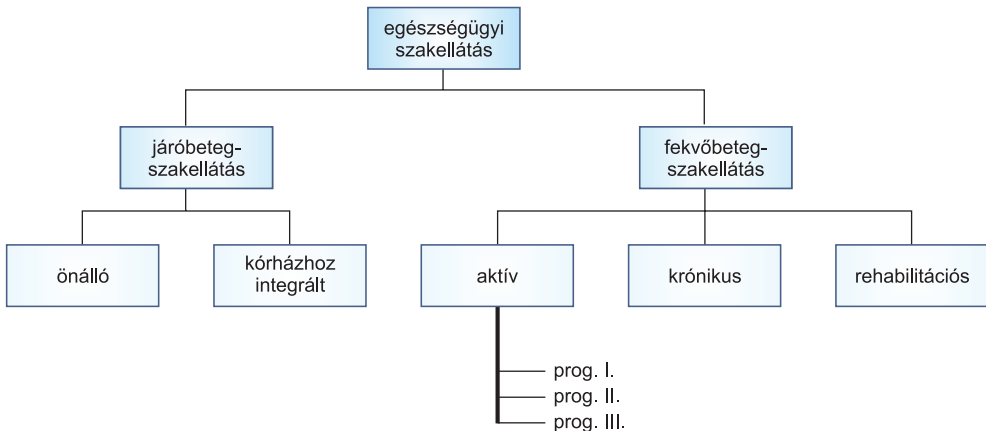 egészségügyi
szakellátás
járóbeteg-
szakellátás
fekvőbeteg-
szakellátás
önálló
kórházhoz
integrált
aktív
krónikus
rehabilitációs
prog. I.
prog. II.
prog. III.